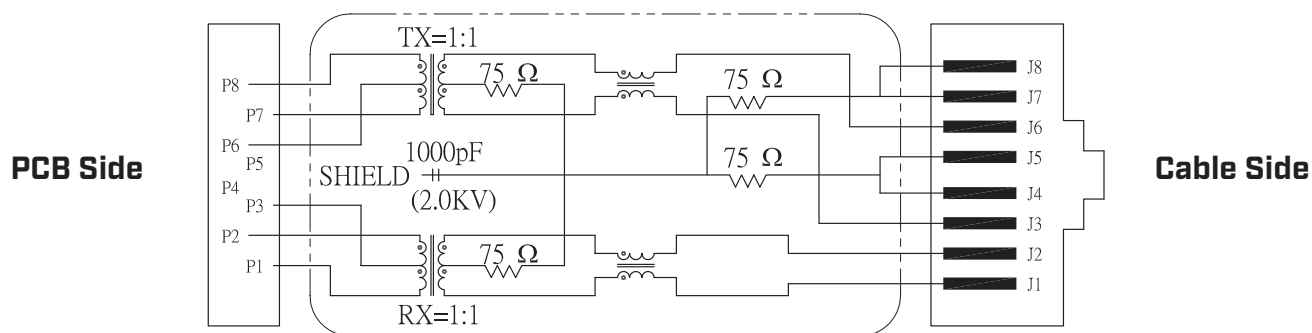 PCB Side
P8
P7
P6
P5
P4
P3
P2
P1
TX=1:1
75 Ω
75 Ω
1000pF
SHIELD
(2.0KV)
75 Ω
75 Ω
RX=1:1
J8
J7
J6
J5
J4
J3
J2
J1
Cable Side